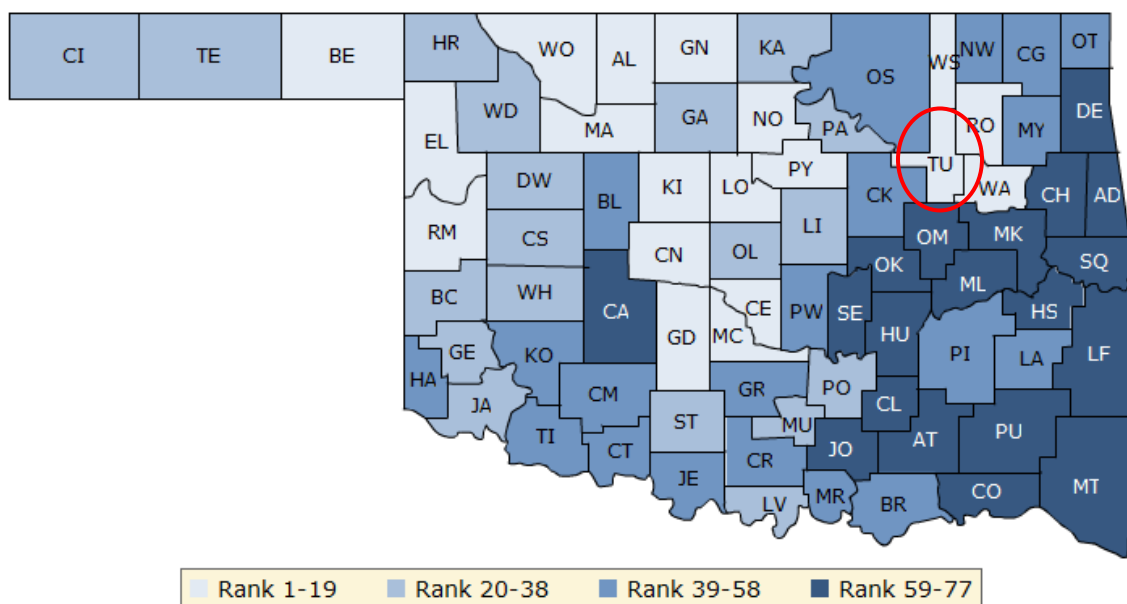 CI TE BE HR WO AL GN KA OS WS NW CG OT
EL WD MA GA NO PA RO MY DE
DW BL KI LO PY CK TU WA CH AD
RM CS CN OL LI OM MK SQ
BC WH CA GD MC CE PW SE OK HU ML HS
HA GE KO PI LA LF
JA CM GR PO CL
TI CT ST MU JO AT PU
JE CR LV MR BR CO MT
Rank 1-19 Rank 20-38 Rank 39-58 Rank 59-77